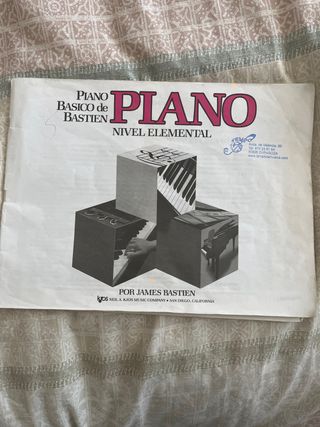 PIANO
BASICO de
BASTIEN
PIANO
NIVEL ELEMENTAL
POR JAMES BASTIEN
NEIL A. KJOS MUSIC COMPANY • SAN DIEGO, CALIFORNIA